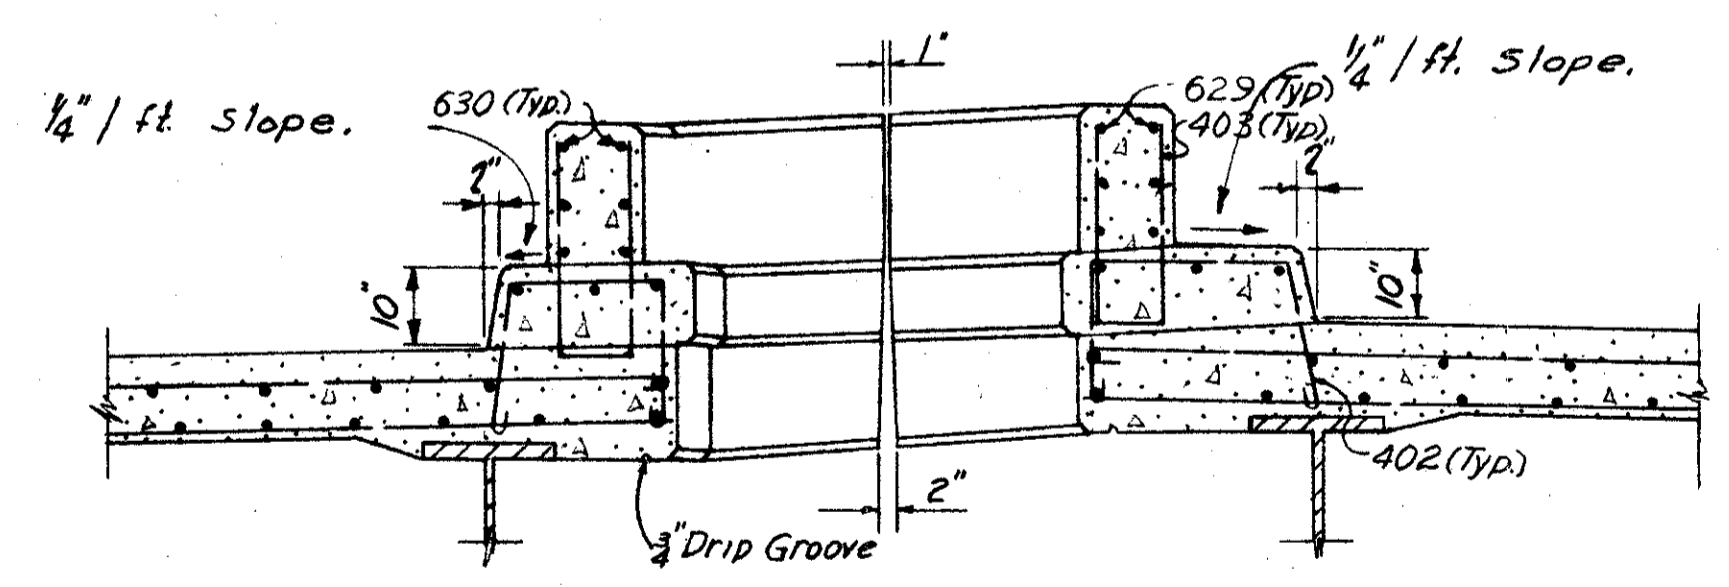 1"
1/4" / ft. Slope.
629 (Typ)
403 (Typ)
630 (Typ.)
1/4" / ft. Slope.
2"
2"
10"
10"
402 (Typ.)
2"
3/4" Drip Groove